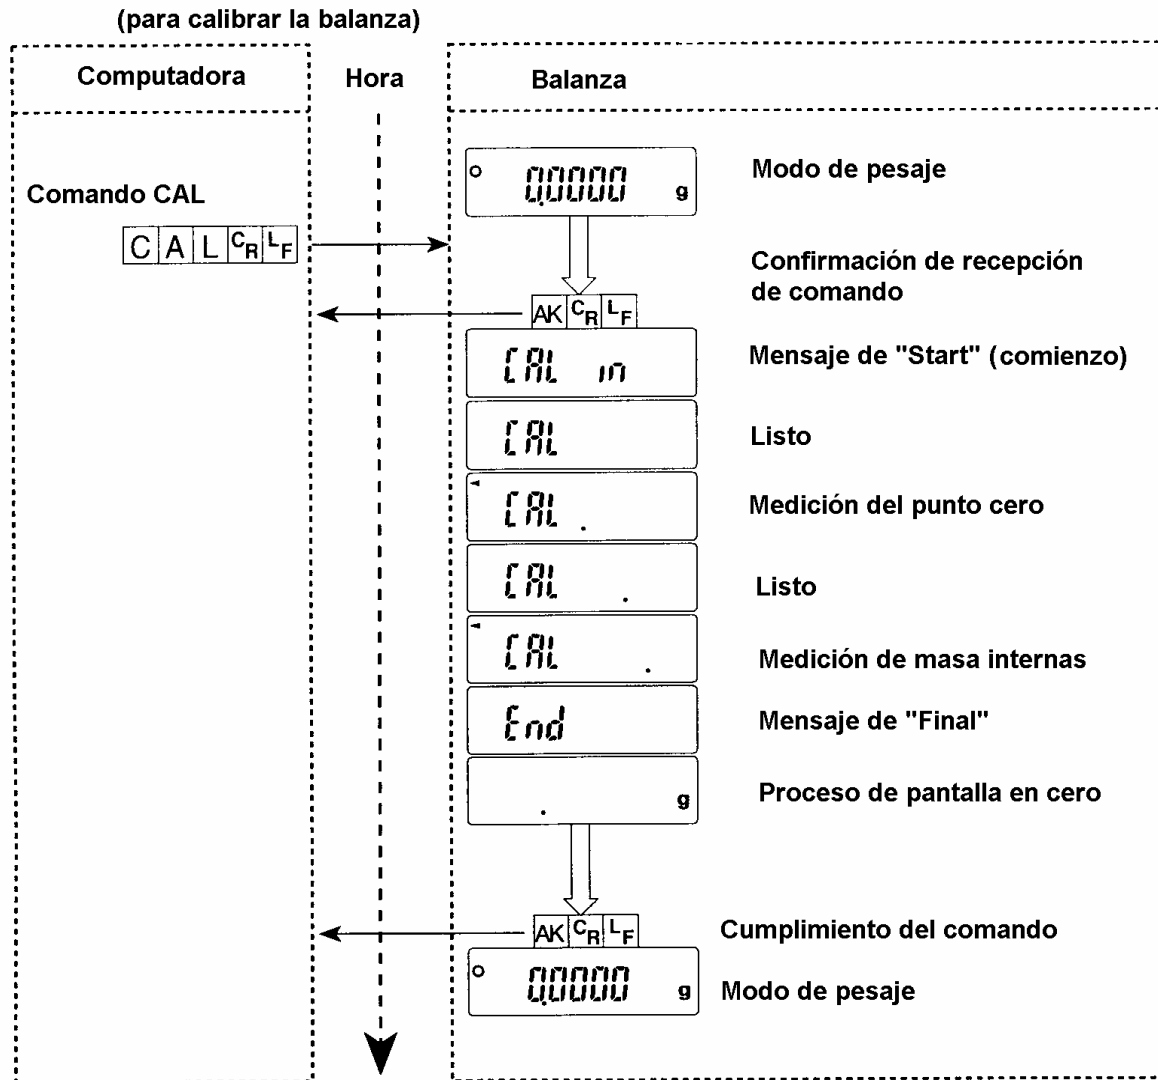 (para calibrar la balanza)
Computadora Hora Balanza
0.0000 g Modo de pesaje
Comando CAL
C A L CR LF
Confirmación de recepción
de comando
AK CR LF
CAL in Mensaje de "Start" (comienzo)
CAL Listo
CAL . Medición del punto cero
CAL . Listo
CAL . Medición de masa internas
End Mensaje de "Final"
. g Proceso de pantalla en cero
AK CR LF Cumplimiento del comando
0.0000 g Modo de pesaje